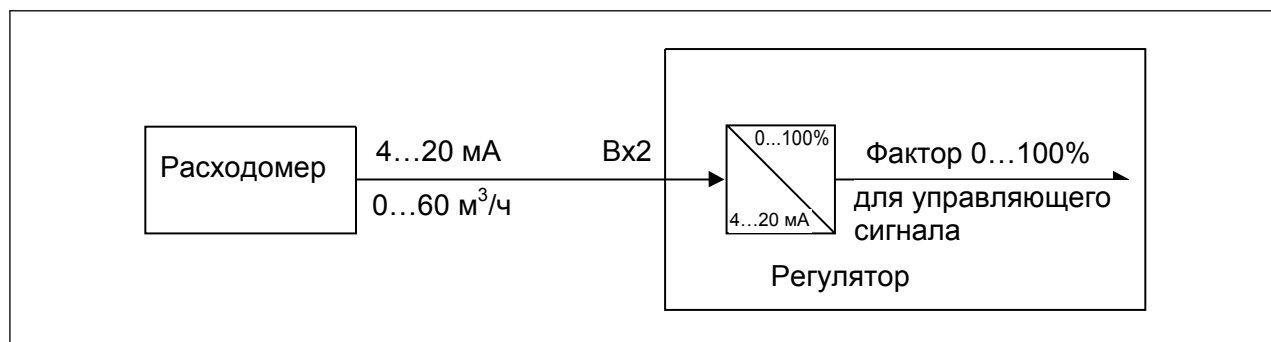 Расходомер
4…20 мА
0…60 м³/ч
Вх2
0...100%
4…20 мА
Фактор 0…100%
для управляющего
сигнала
Регулятор